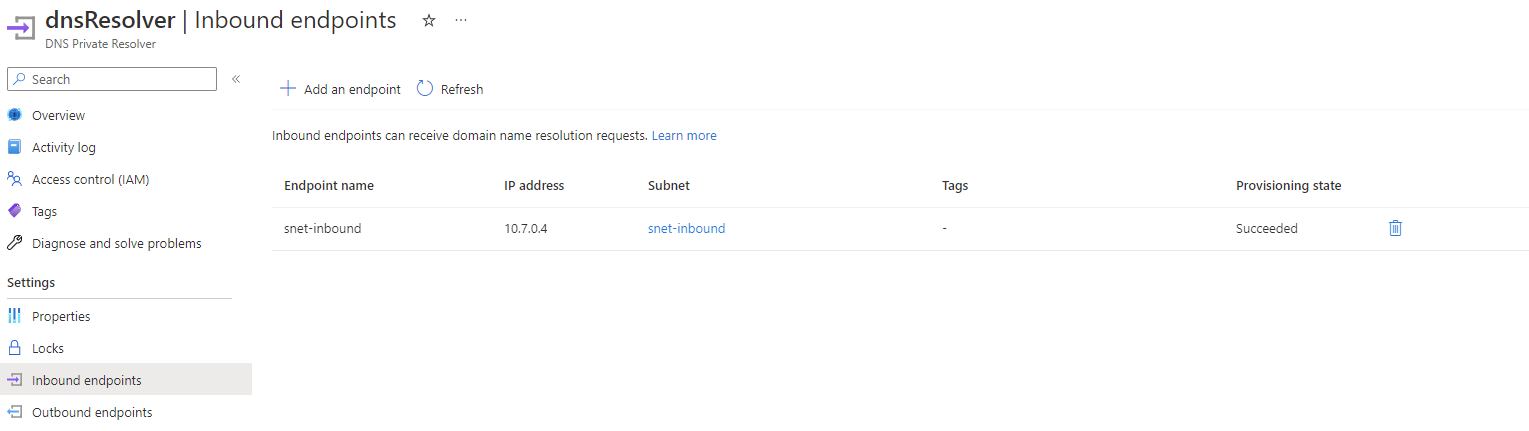 dnsResolver | Inbound endpoints ☆ ···
DNS Private Resolver
Search «
Overview
Activity log
Access control (IAM)
Tags
Diagnose and solve problems
Settings
Properties
Locks
Inbound endpoints
Outbound endpoints
+ Add an endpoint Refresh
Inbound endpoints can receive domain name resolution requests. Learn more
Endpoint name IP address Subnet Tags Provisioning state
snet-inbound 10.7.0.4 snet-inbound - Succeeded